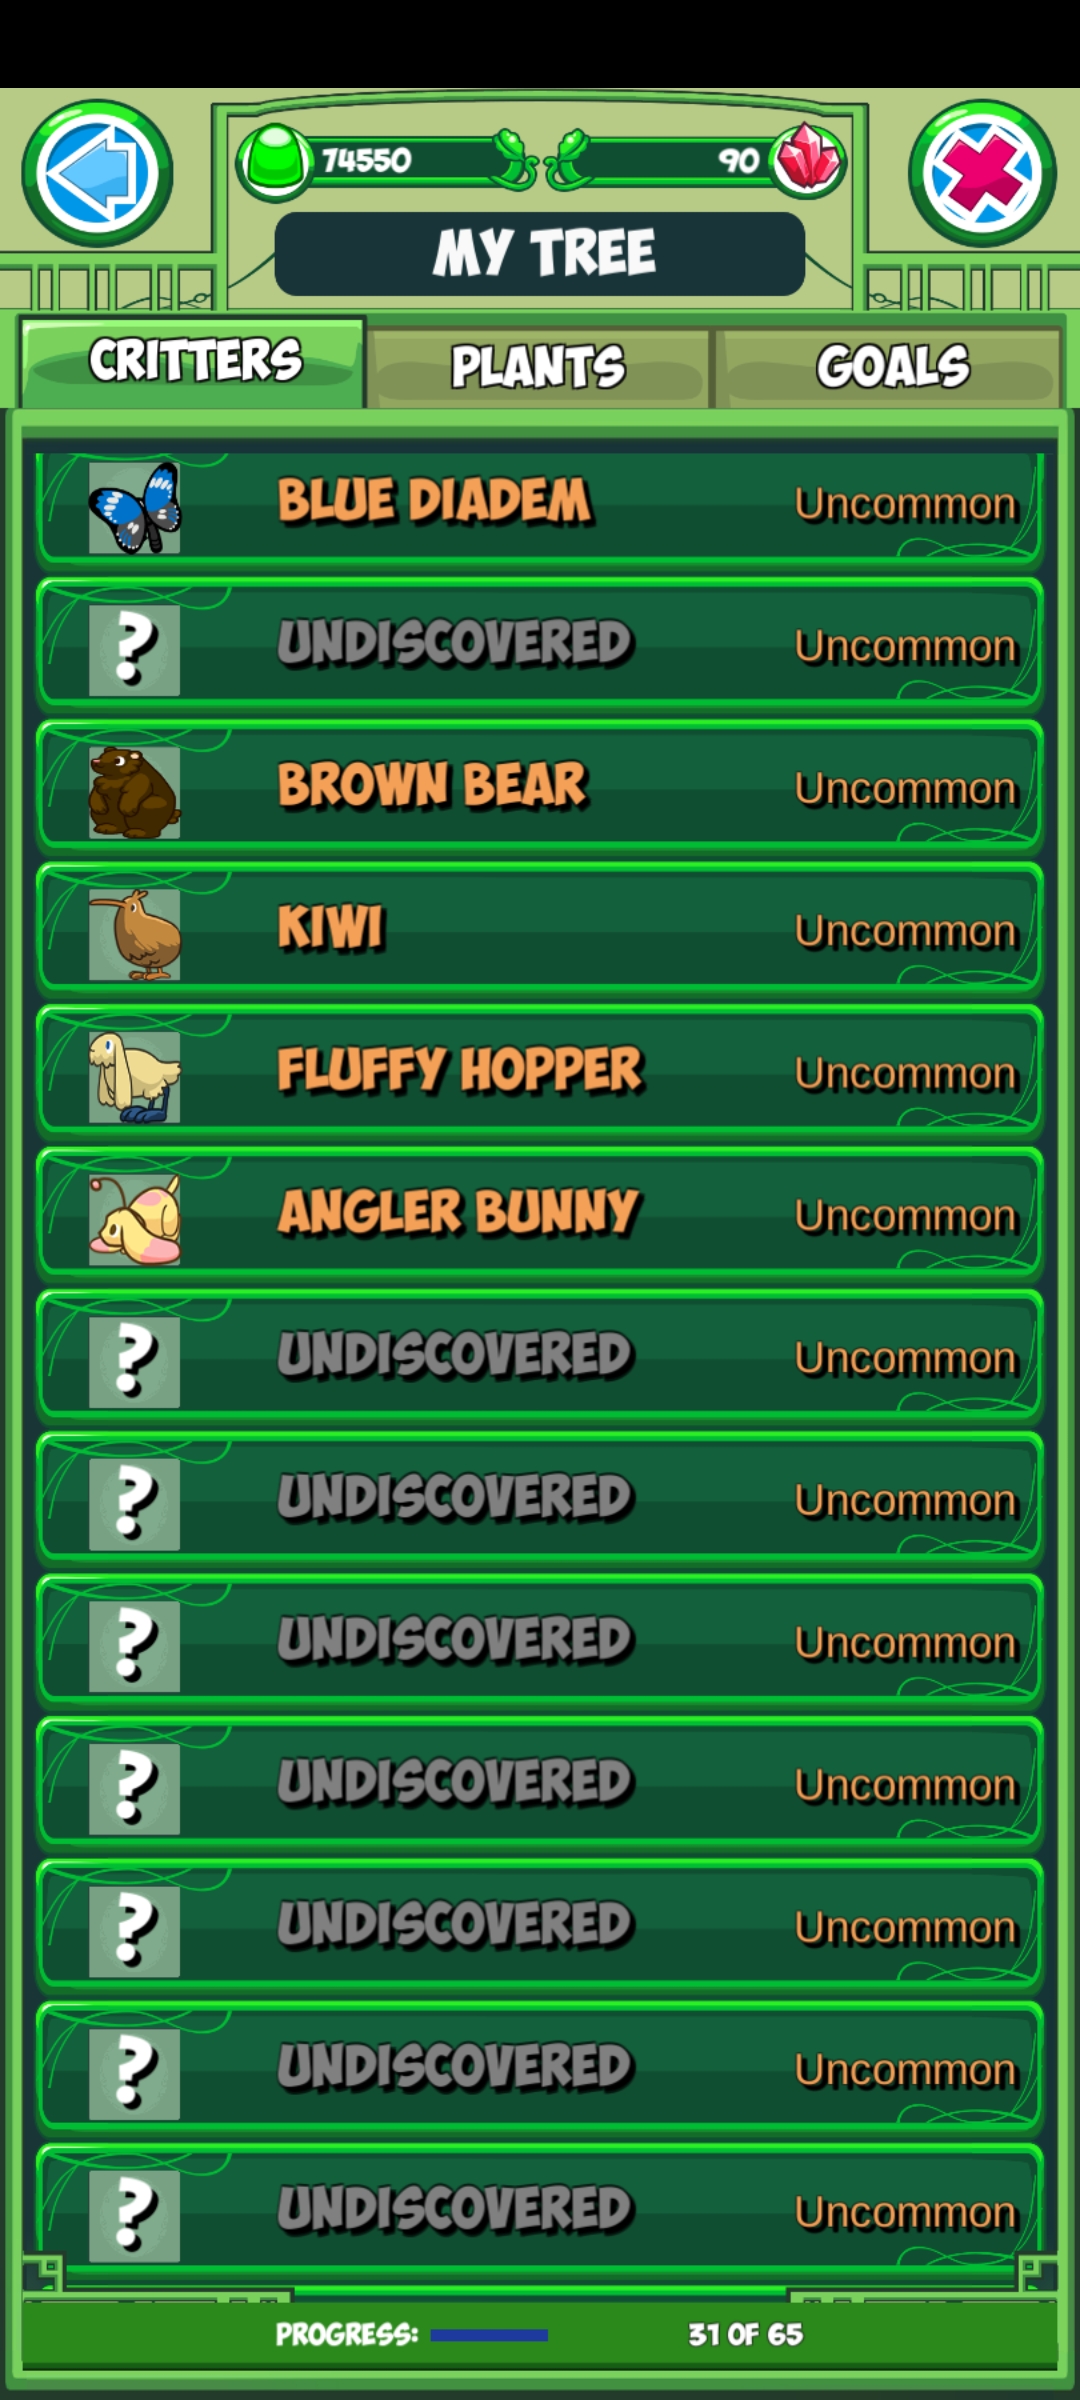 74550
90
MY TREE
CRITTERS
PLANTS
GOALS
BLUE DIADEM
Uncommon
?
UNDISCOVERED
Uncommon
BROWN BEAR
Uncommon
KIWI
Uncommon
FLUFFY HOPPER
Uncommon
ANGLER BUNNY
Uncommon
?
UNDISCOVERED
Uncommon
?
UNDISCOVERED
Uncommon
?
UNDISCOVERED
Uncommon
?
UNDISCOVERED
Uncommon
?
UNDISCOVERED
Uncommon
?
UNDISCOVERED
Uncommon
?
UNDISCOVERED
Uncommon
PROGRESS:
31 OF 65